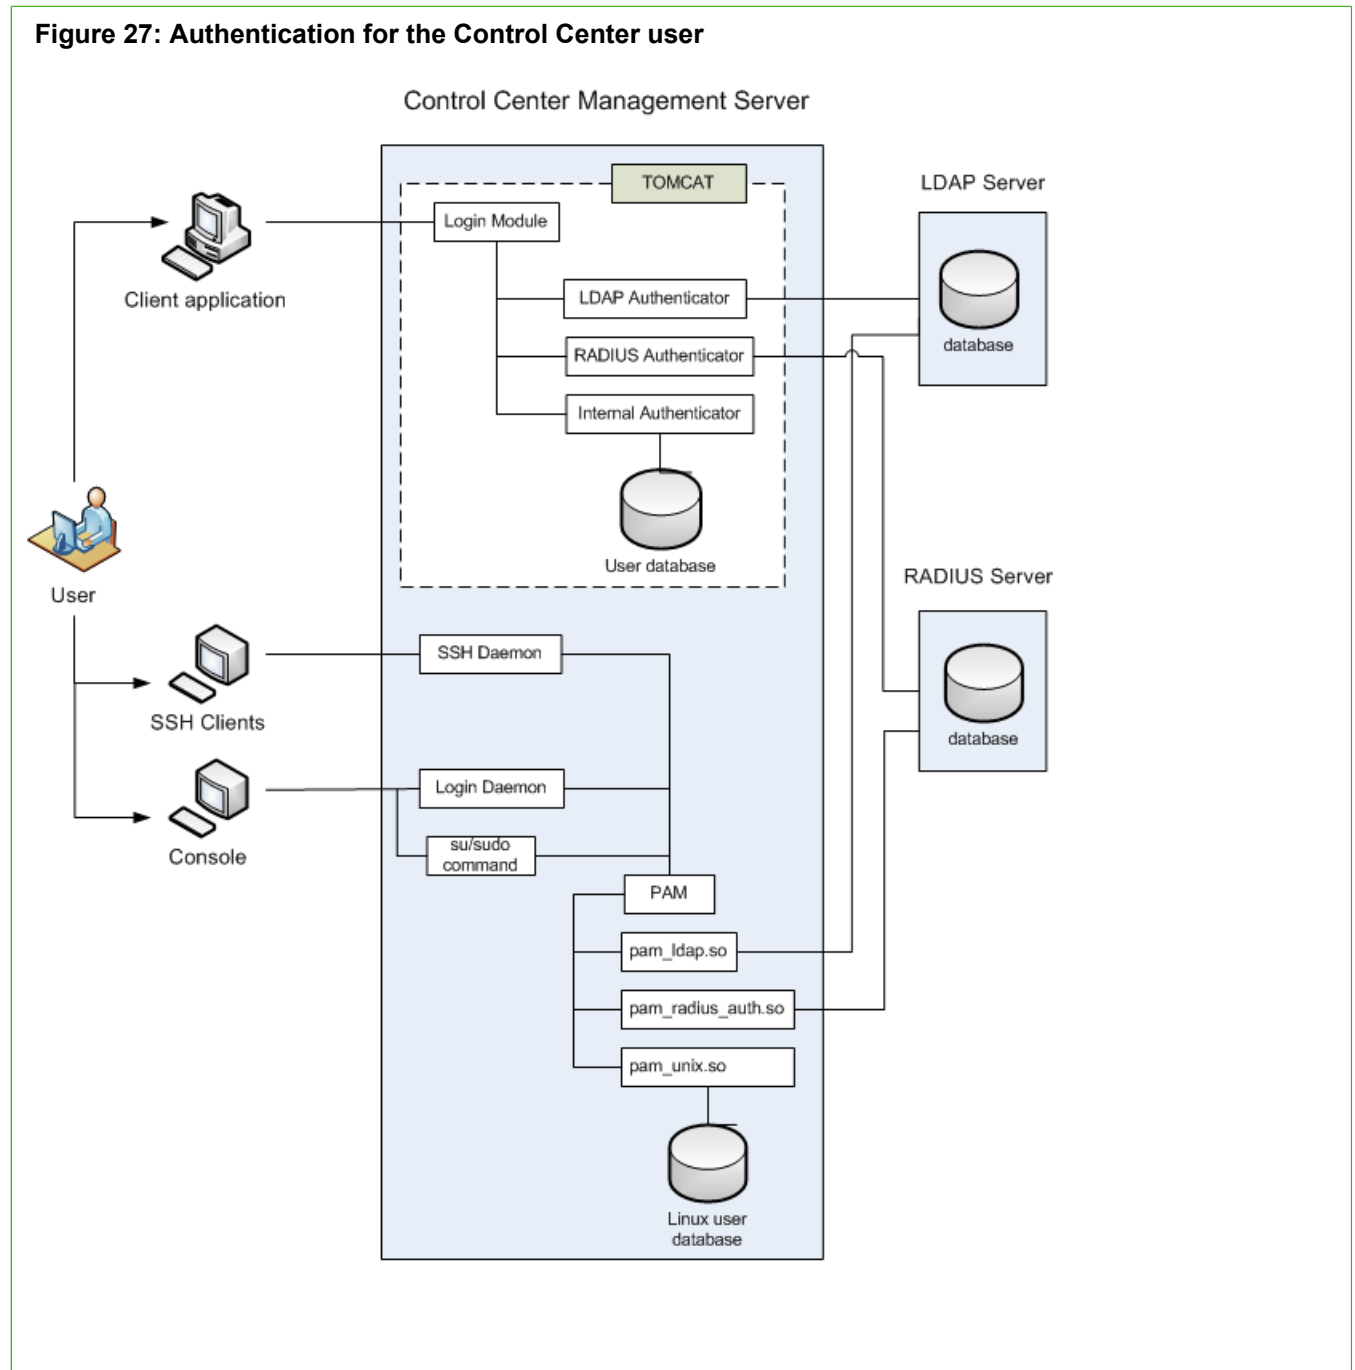 Figure 27: Authentication for the Control Center user
Control Center Management Server
TOMCAT
LDAP Server
Login Module
Client application
LDAP Authenticator
database
RADIUS Authenticator
Internal Authenticator
User database
User
RADIUS Server
SSH Daemon
SSH Clients
database
Login Daemon
Console
su/sudo
command
PAM
pam_ldap.so
pam_radius_auth.so
pam_unix.so
Linux user
database